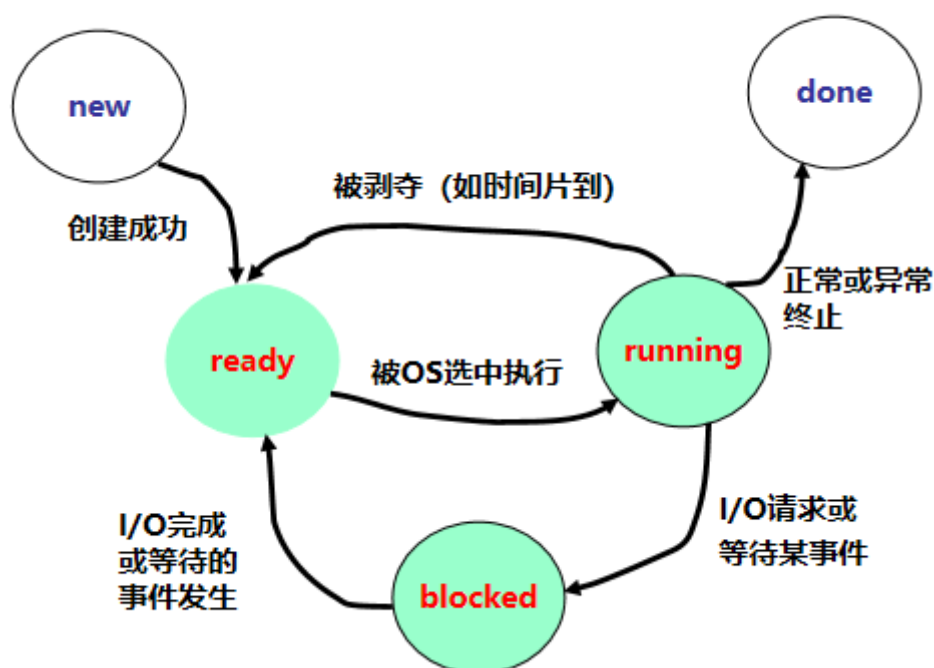 new
done
被剥夺（如时间片到）
创建成功
正常或异常
终止
ready
running
被OS选中执行
I/O完成
或等待的
事件发生
I/O请求或
等待某事件
blocked